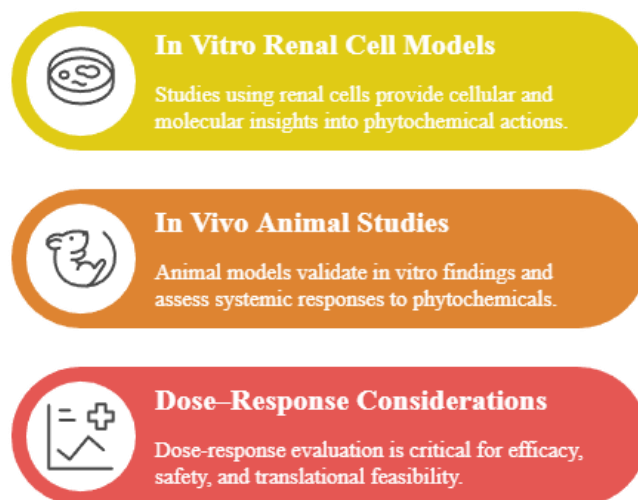 In Vitro Renal Cell Models
Studies using renal cells provide cellular and
molecular insights into phytochemical actions.
In Vivo Animal Studies
Animal models validate in vitro findings and
assess systemic responses to phytochemicals.
Dose–Response Considerations
Dose-response evaluation is critical for efficacy,
safety, and translational feasibility.